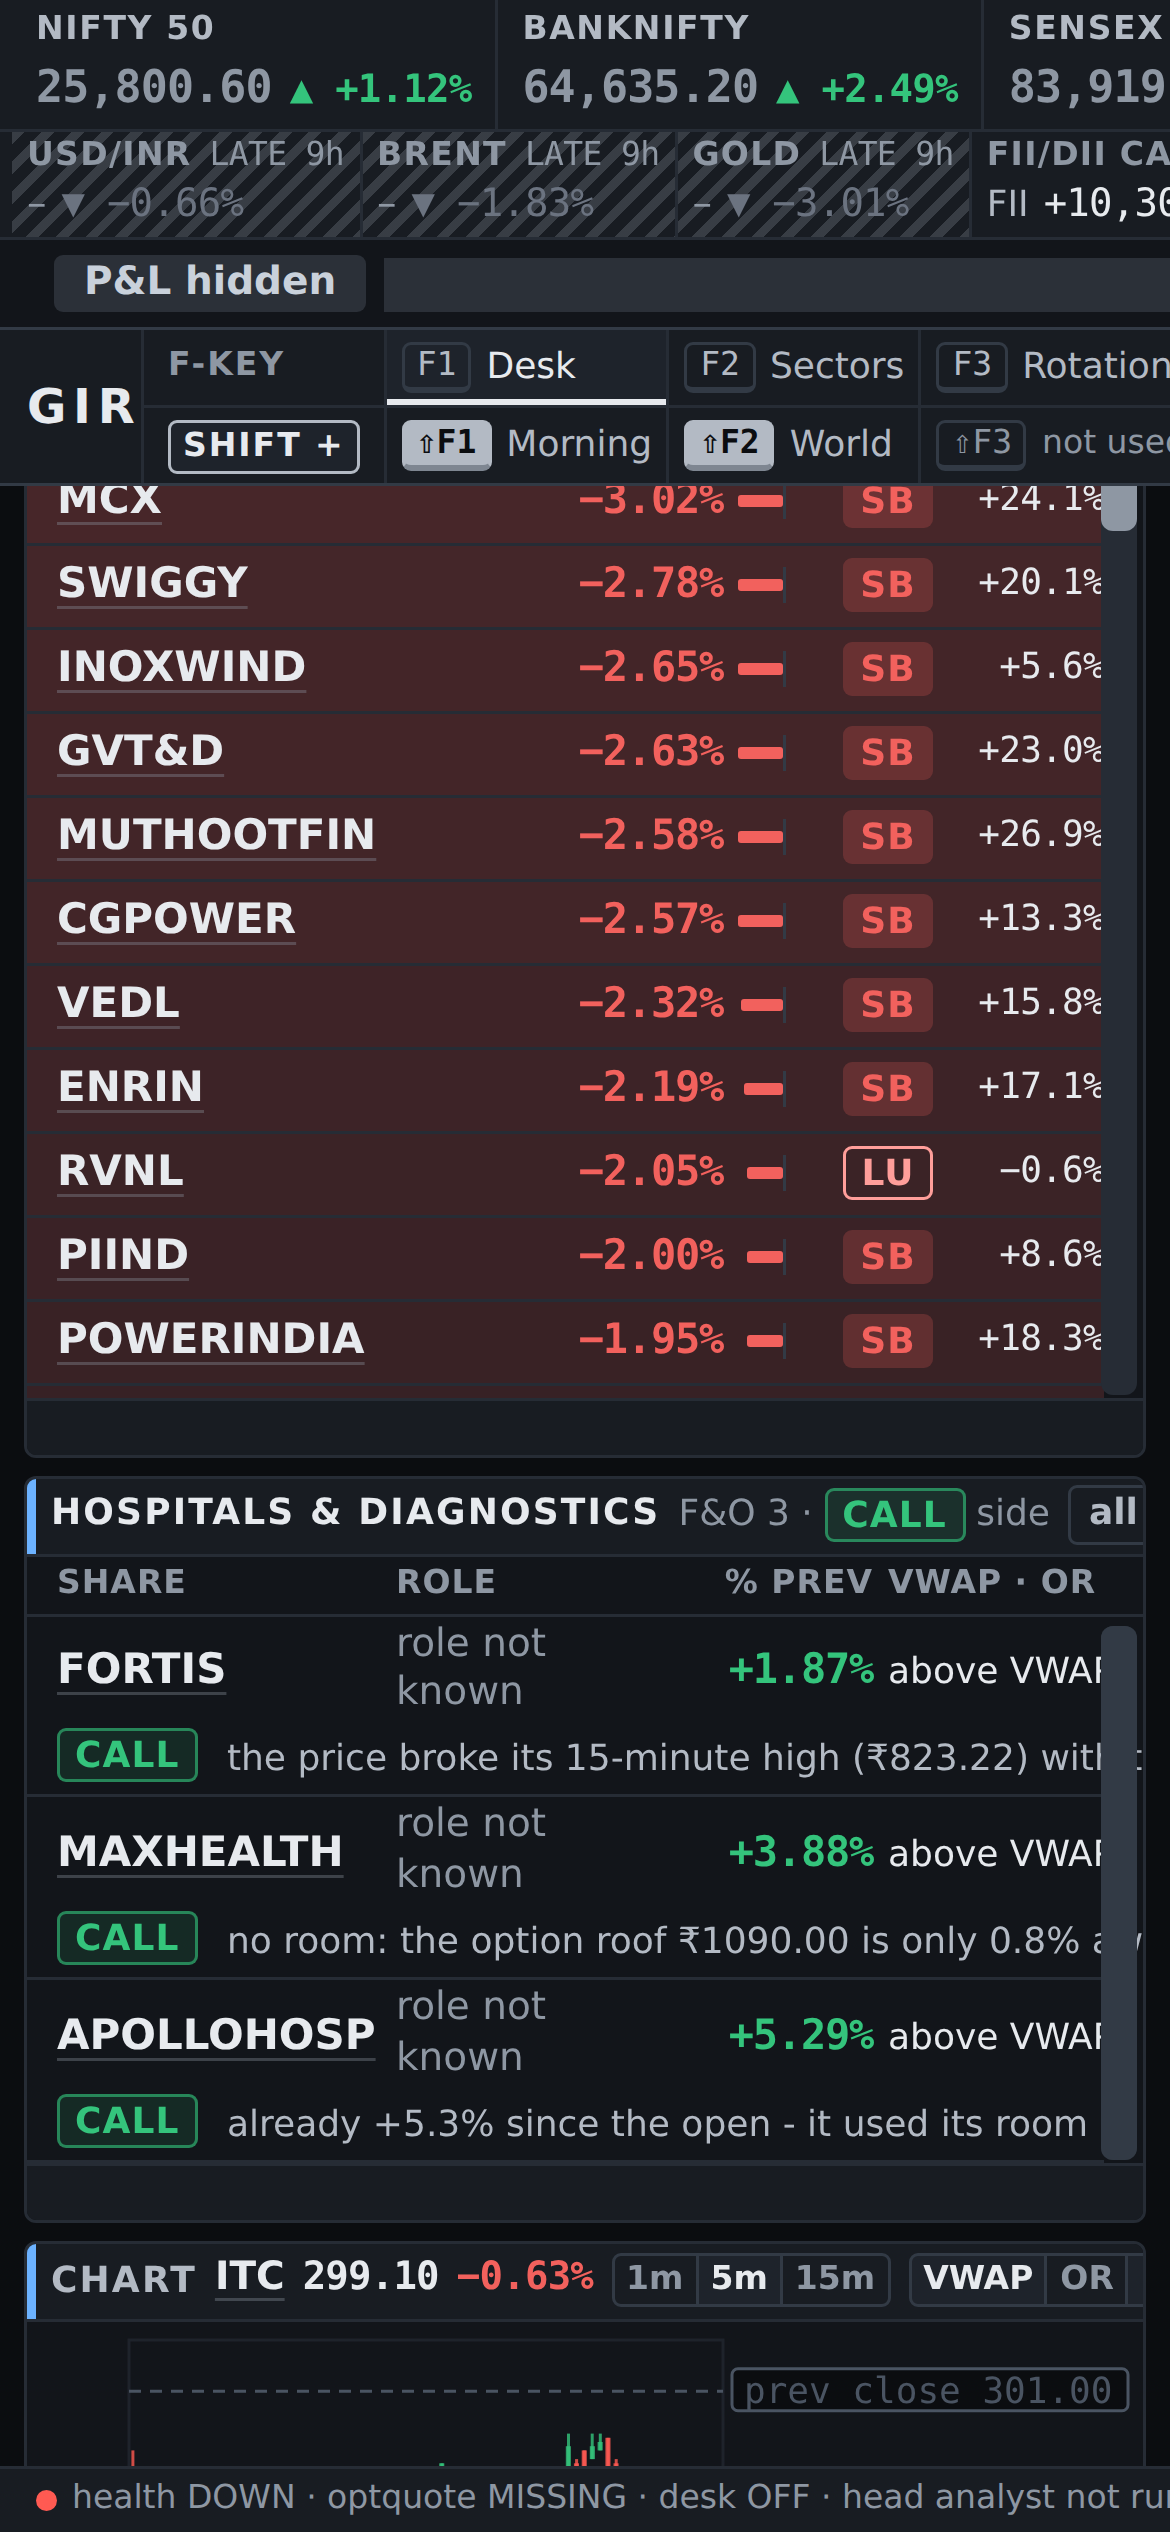 NIFTY 50 BANKNIFTY SENSEX
25,800.60 ▲ +1.12% 64,635.20 ▲ +2.49% 83,919
USD/INR LATE 9h BRENT LATE 9h GOLD LATE 9h FII/DII CA
– ▼ −0.66% – ▼ −1.83% – ▼ −3.01% FII +10,30
P&L hidden
GIR
F-KEY F1 Desk F2 Sectors F3 Rotation
SHIFT + ⇧F1 Morning ⇧F2 World ⇧F3 not used
MCX −3.02% SB +24.1%
SWIGGY −2.78% SB +20.1%
INOXWIND −2.65% SB +5.6%
GVT&D −2.63% SB +23.0%
MUTHOOTFIN −2.58% SB +26.9%
CGPOWER −2.57% SB +13.3%
VEDL −2.32% SB +15.8%
ENRIN −2.19% SB +17.1%
RVNL −2.05% LU −0.6%
PIIND −2.00% SB +8.6%
POWERINDIA −1.95% SB +18.3%
HOSPITALS & DIAGNOSTICS F&O 3 · CALL side all
SHARE ROLE % PREV VWAP · OR
FORTIS role not known +1.87% above VWAP
CALL the price broke its 15-minute high (₹823.22) with
MAXHEALTH role not known +3.88% above VWAP
CALL no room: the option roof ₹1090.00 is only 0.8%
APOLLOHOSP role not known +5.29% above VWAP
CALL already +5.3% since the open - it used its room
CHART ITC 299.10 −0.63% 1m 5m 15m VWAP OR
prev close 301.00
health DOWN · optquote MISSING · desk OFF · head analyst not